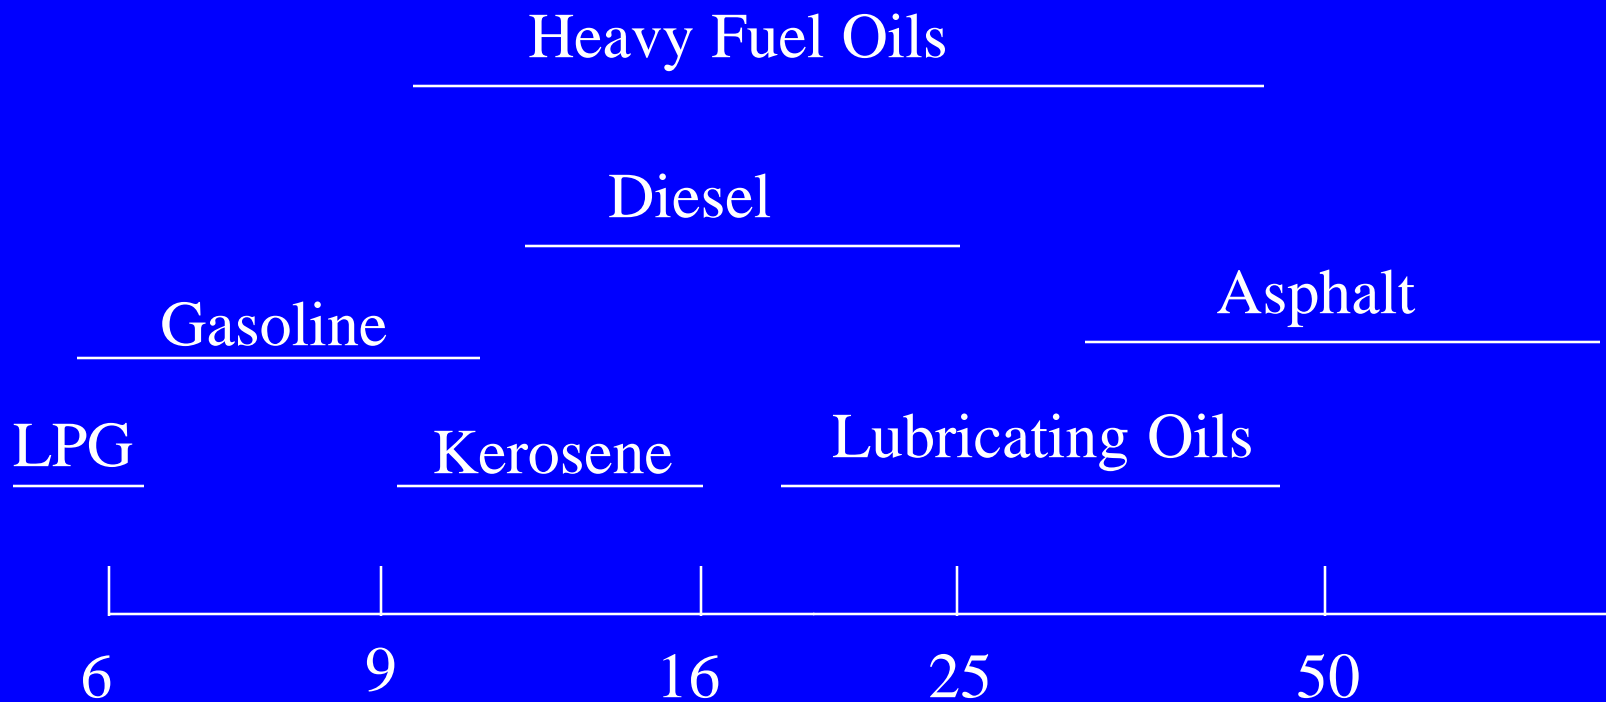 Heavy Fuel Oils
Diesel
Asphalt
Gasoline
LPG
Kerosene
Lubricating Oils
6
9
16
25
50